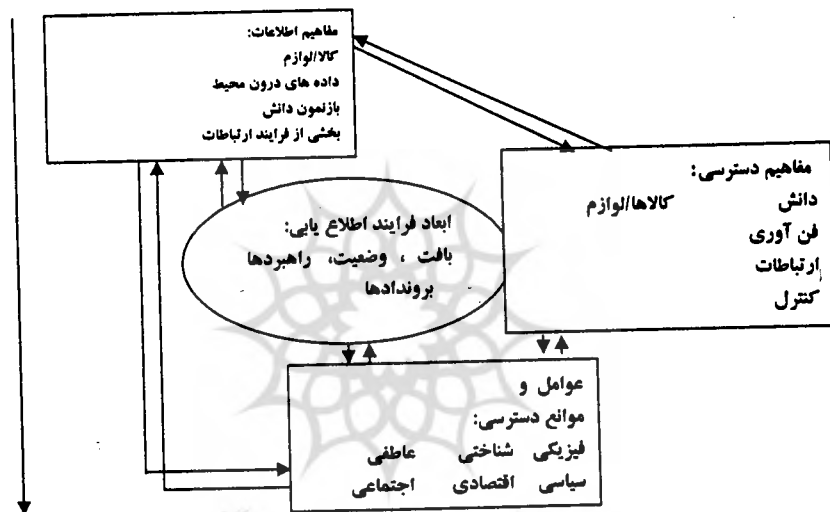 مفاهیم اطلاعات:
کالا/لوازم
داده های درون محیط
بازنمون دانش
بخشی از فرایند ارتباطات
مفاهیم دسترسی:
دانش کالاها/لوازم
فن آوری
ارتباطات
کنترل
ابعاد فرایند اطلاع یابی:
بافت ، وضعیت، راهبردها
بروندادها
عوامل و
موانع دسترسی:
فیزیکی شناختی عاطفی
سیاسی اقتصادی اجتماعی